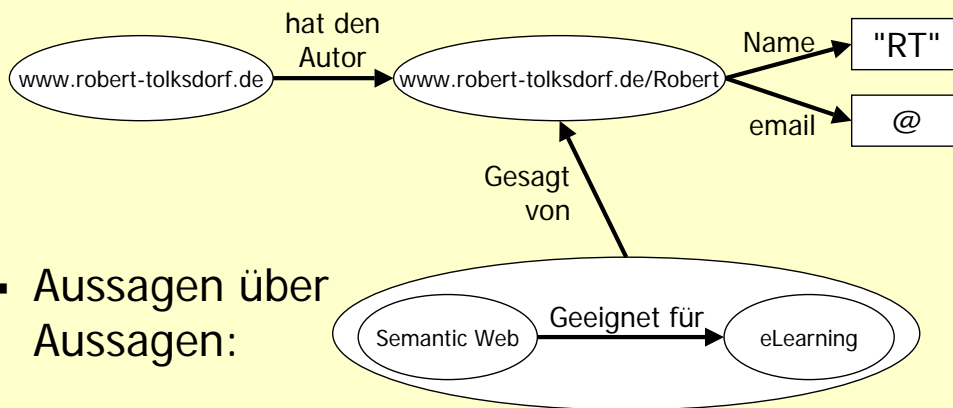 hat den
Autor
www.robert-tolksdorf.de
www.robert-tolksdorf.de/Robert
Name
"RT"
email
@
Gesagt
von
▪ Aussagen über
Aussagen:
Semantic Web
Geeignet für
eLearning